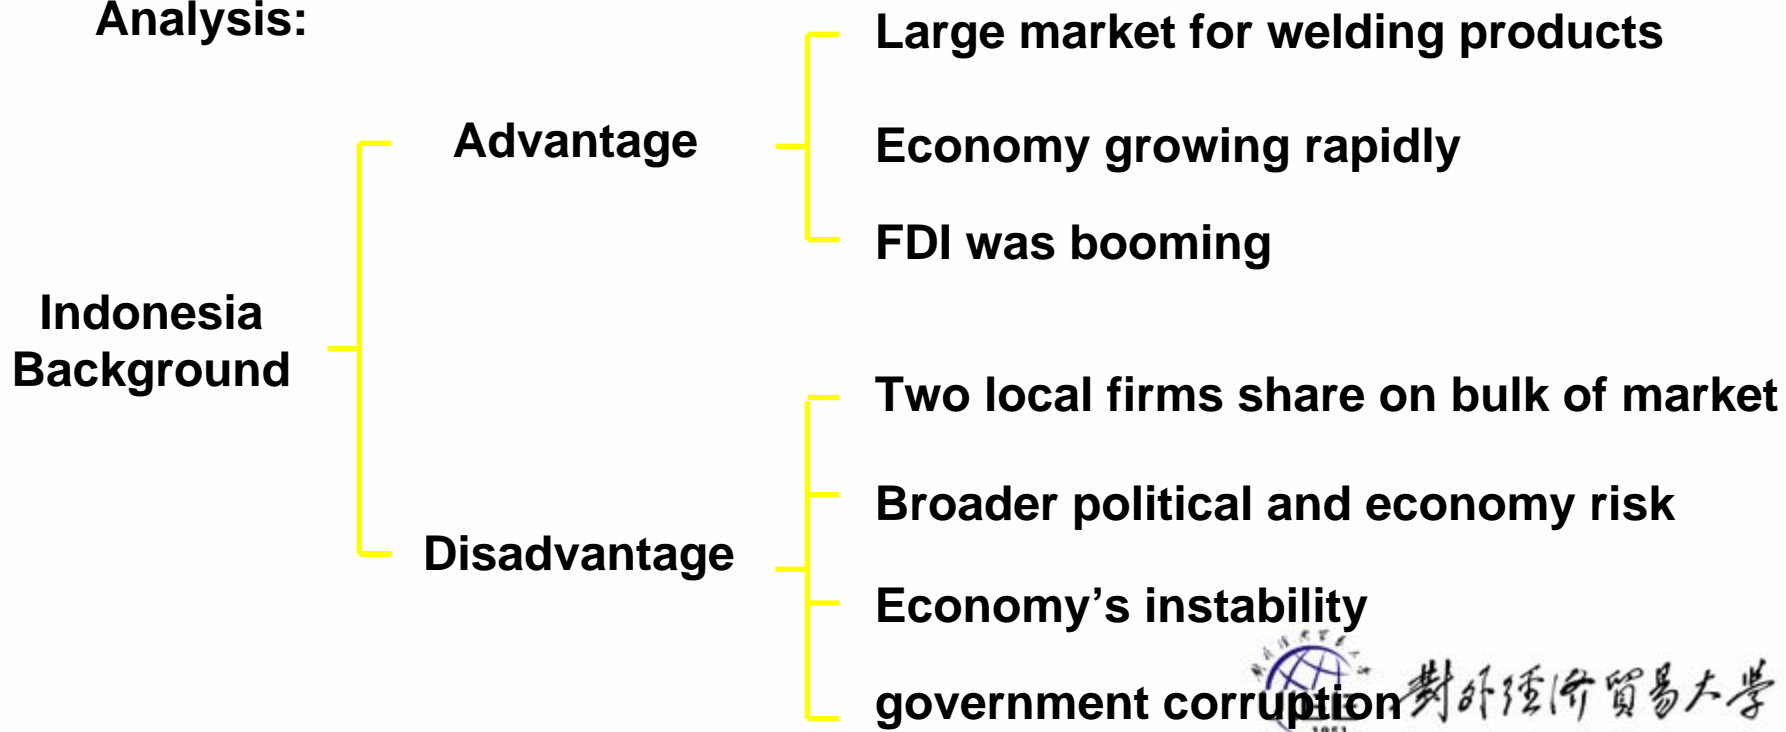 Analysis:
Large market for welding products
Advantage
Economy growing rapidly
FDI was booming
Indonesia
Background
Two local firms share on bulk of market
Broader political and economy risk
Disadvantage
Economy’s instability
government corruption
對外經濟貿易大學